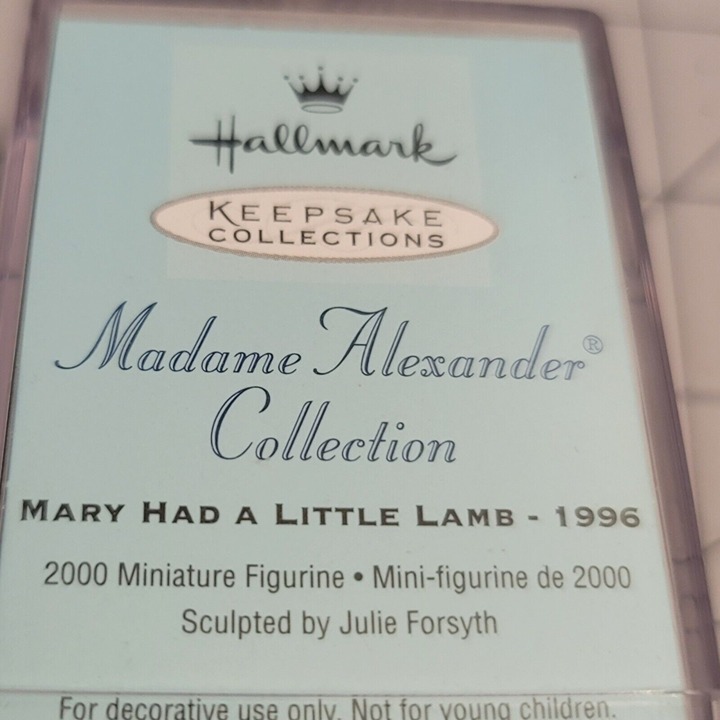 Hallmark
KEEPSAKE
COLLECTIONS
Madame Alexander®
Collection
MARY HAD A LITTLE LAMB - 1996
2000 Miniature Figurine • Mini-figurine de 2000
Sculpted by Julie Forsyth
For decorative use only. Not for young children.